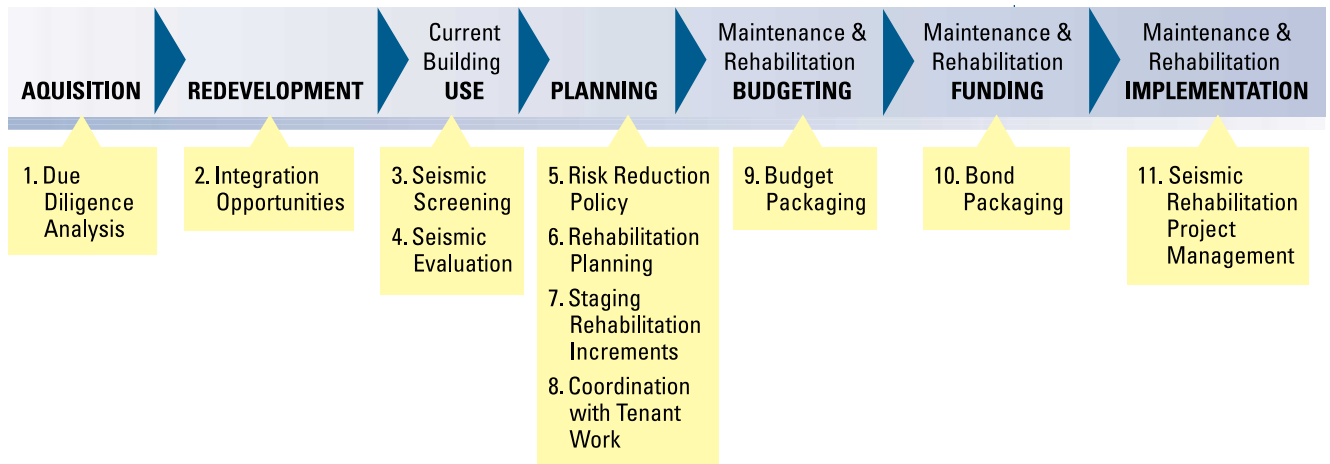 AQUISITION
REDEVELOPMENT
Current
Building
USE
PLANNING
Maintenance &
Rehabilitation
BUDGETING
Maintenance &
Rehabilitation
FUNDING
Maintenance &
Rehabilitation
IMPLEMENTATION
1. Due
Diligence
Analysis
2. Integration
Opportunities
3. Seismic
Screening
4. Seismic
Evaluation
5. Risk Reduction
Policy
6. Rehabilitation
Planning
7. Staging
Rehabilitation
Increments
8. Coordination
with Tenant
Work
9. Budget
Packaging
10. Bond
Packaging
11. Seismic
Rehabilitation
Project
Management